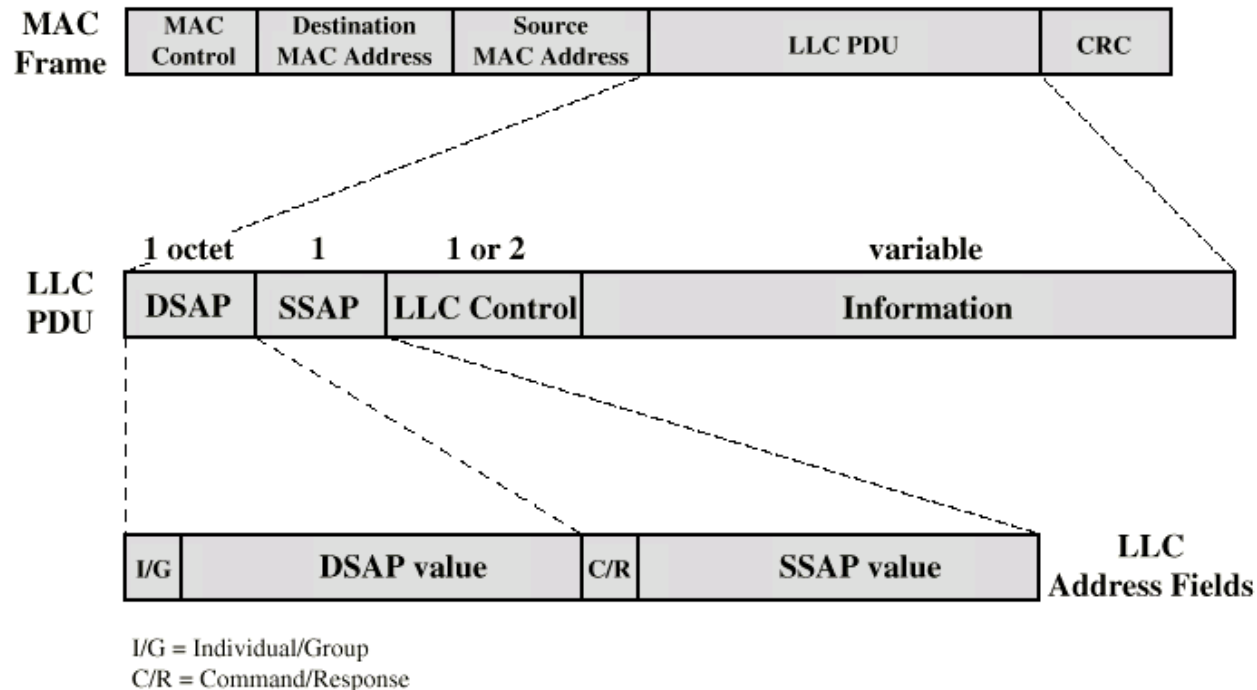 MAC
Frame
MAC
Control
Destination
MAC Address
Source
MAC Address
LLC PDU
CRC
1 octet
1
1 or 2
variable
LLC
PDU
DSAP
SSAP
LLC Control
Information
I/G
DSAP value
C/R
SSAP value
LLC
Address Fields
I/G = Individual/Group
C/R = Command/Response